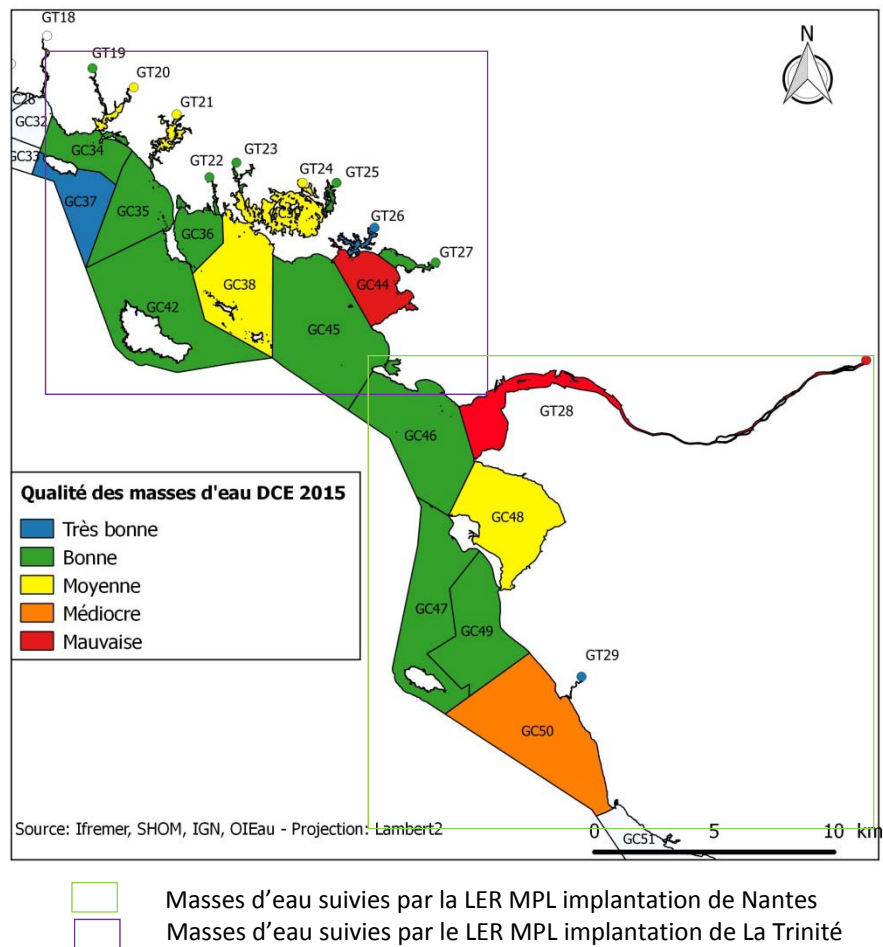 GT18
N
GT19
GT20
GT21
C28
GC32
GC33
GC34
GT22
GT23
GT24
GT25
GC37
GC35
GC36
GT26
GT27
GC38
GC44
GC42
GC45
GC46
GT28
Qualité des masses d'eau DCE 2015
Très bonne
Bonne
Moyenne
Médiocre
Mauvaise
GC48
GC47
GC49
GT29
GC50
Source: Ifremer, SHOM, IGN, OIEau - Projection: Lambert2
0 5 10 km
GC51
Masses d’eau suivies par la LER MPL implantation de Nantes
Masses d’eau suivies par le LER MPL implantation de La Trinité